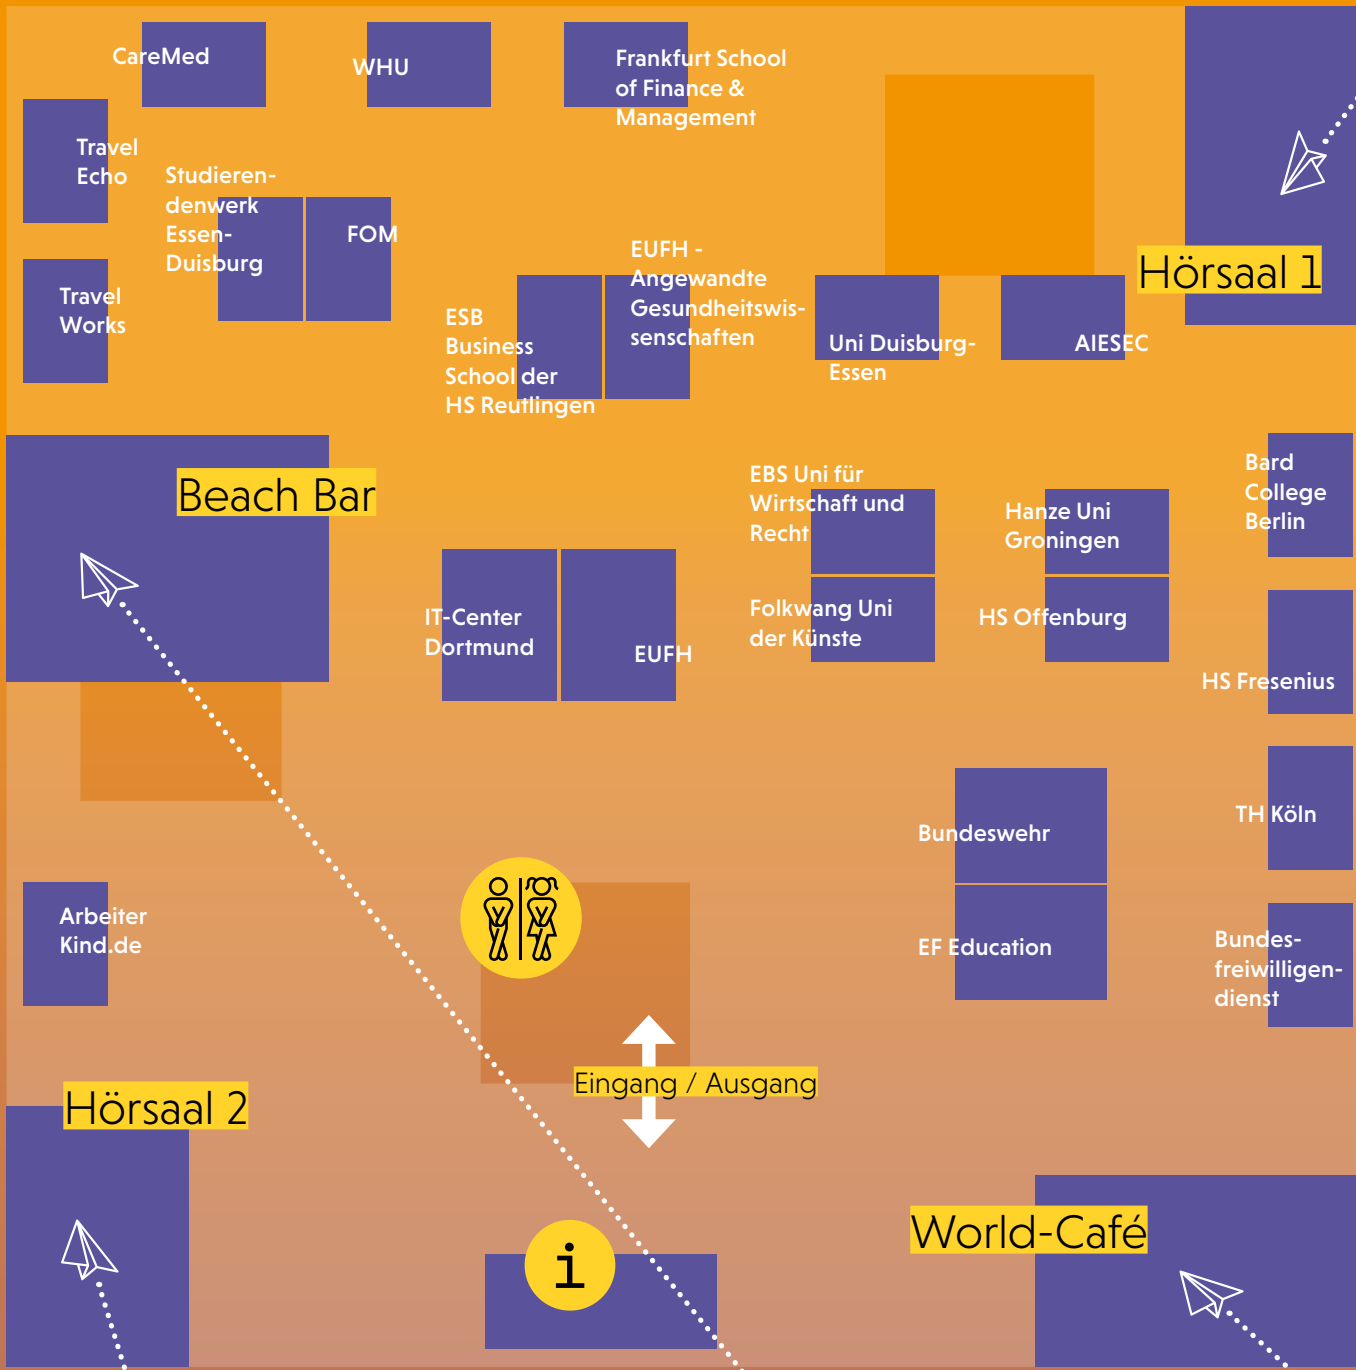 CareMed
WHU
Frankfurt School
of Finance &
Management
Travel
Echo
Studieren-
denwerk
Essen-
Duisburg
FOM
Hörsaal 1
EUFH -
Angewandte
Gesundheitswis-
senschaften
Travel
Works
ESB
Business
School der
HS Reutlingen
Uni Duisburg-
Essen
AIESEC
Beach Bar
EBS Uni für
Wirtschaft und
Recht
Hanze Uni
Groningen
Bard
College
Berlin
IT-Center
Dortmund
EUFH
Folkwang Uni
der Künste
HS Offenburg
HS Fresenius
Bundeswehr
TH Köln
Arbeiter
Kind.de
EF Education
Bundes-
freiwilligen-
dienst
Eingang / Ausgang
Hörsaal 2
World-Café
i